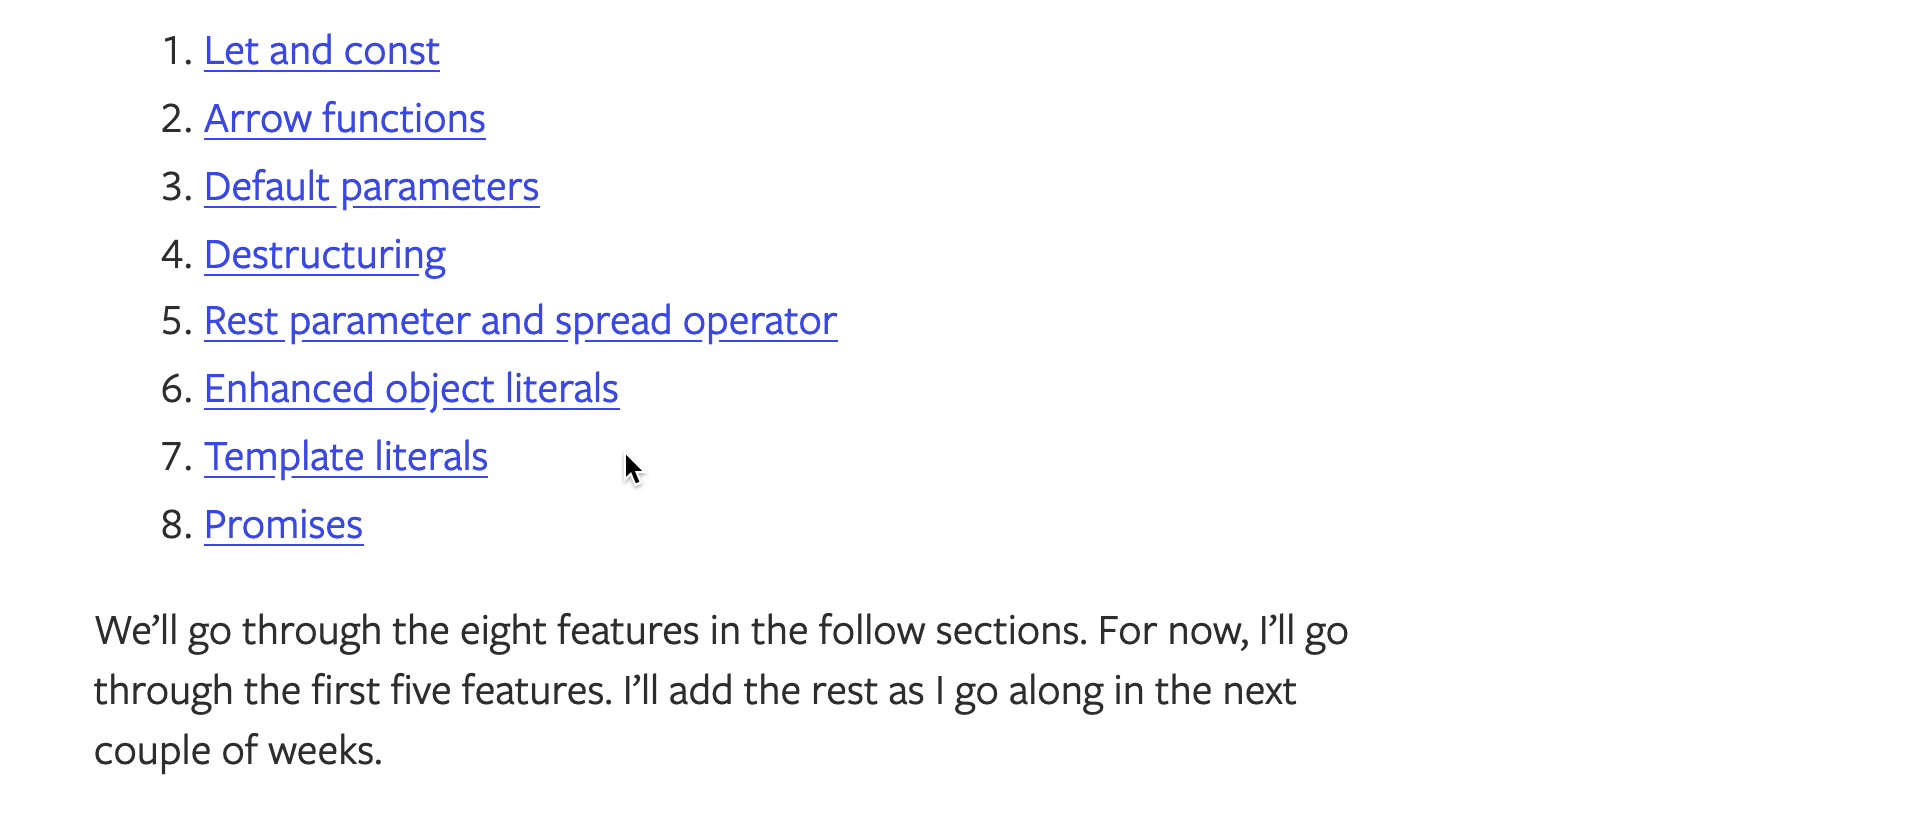 1. Let and const
2. Arrow functions
3. Default parameters
4. Destructuring
5. Rest parameter and spread operator
6. Enhanced object literals
7. Template literals
8. Promises
We’ll go through the eight features in the follow sections. For now, I’ll go
through the first five features. I’ll add the rest as I go along in the next
couple of weeks.